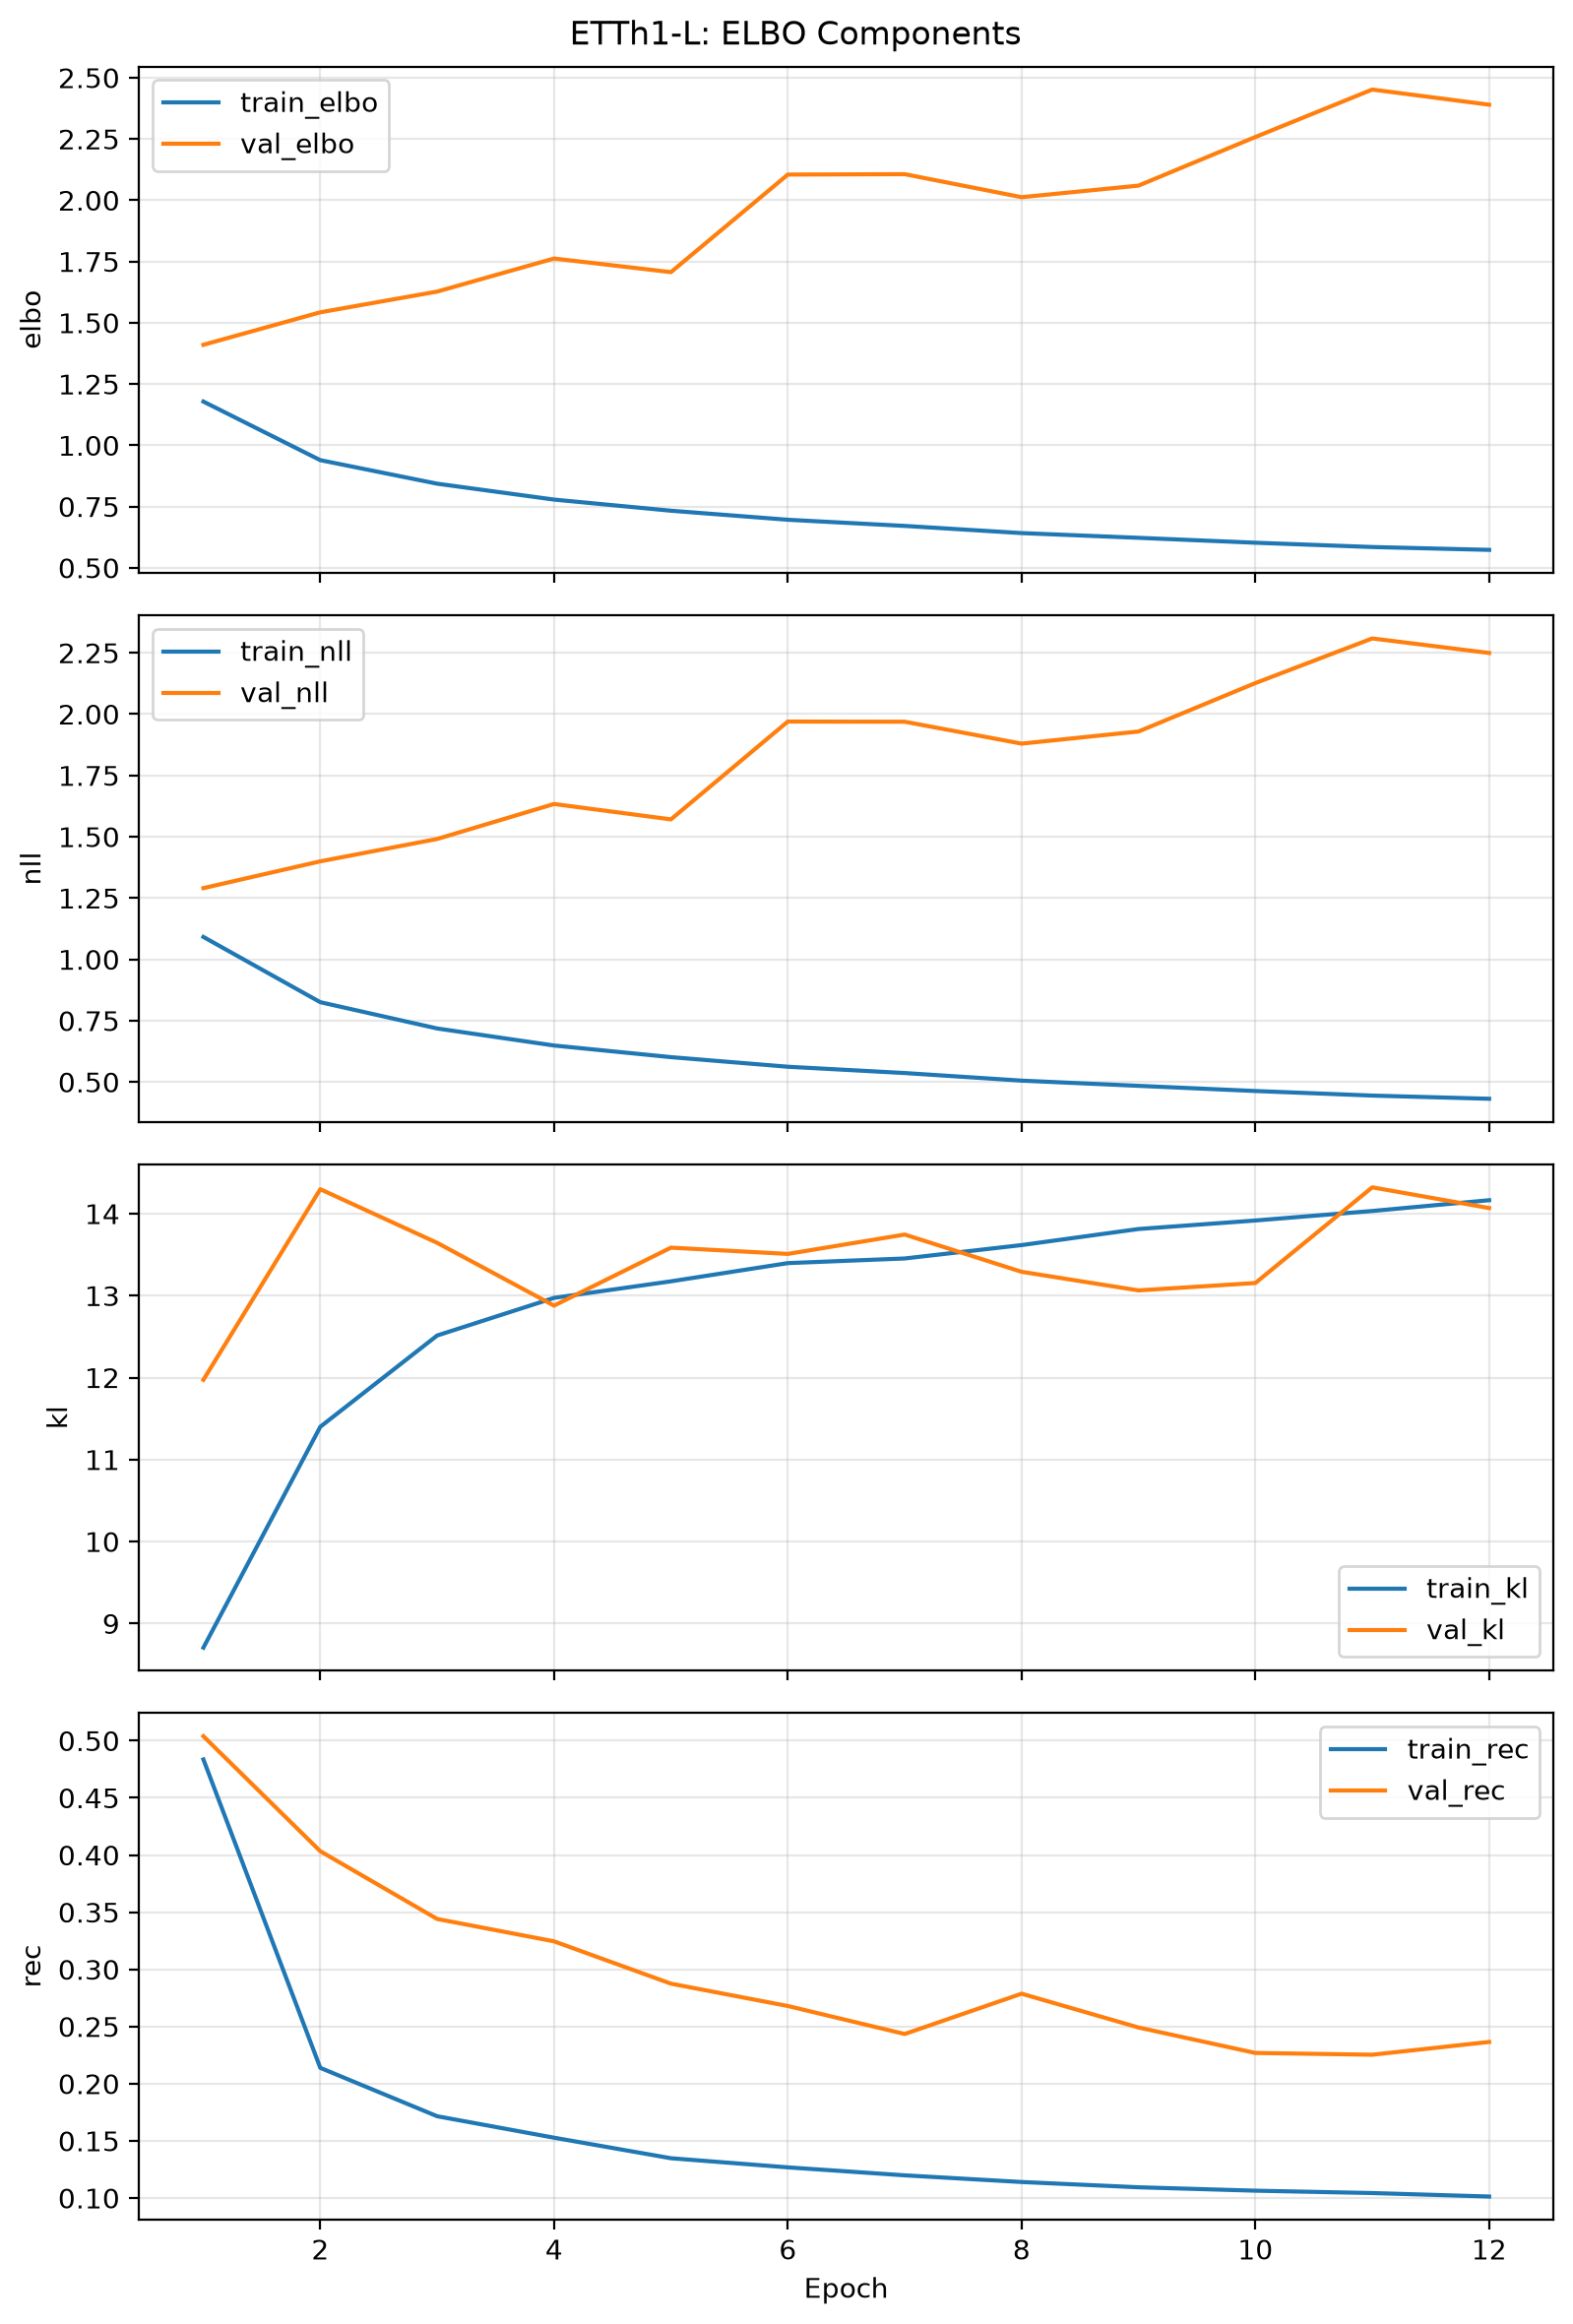 ETTh1-L: ELBO Components
2.50
2.25
2.00
1.75
1.50
1.25
1.00
0.75
0.50
elbo
train_elbo
val_elbo
2.25
2.00
1.75
1.50
1.25
1.00
0.75
0.50
nll
train_nll
val_nll
14
13
12
11
10
9
kl
train_kl
val_kl
0.50
0.45
0.40
0.35
0.30
0.25
0.20
0.15
0.10
rec
train_rec
val_rec
2 4 6 8 10 12
Epoch